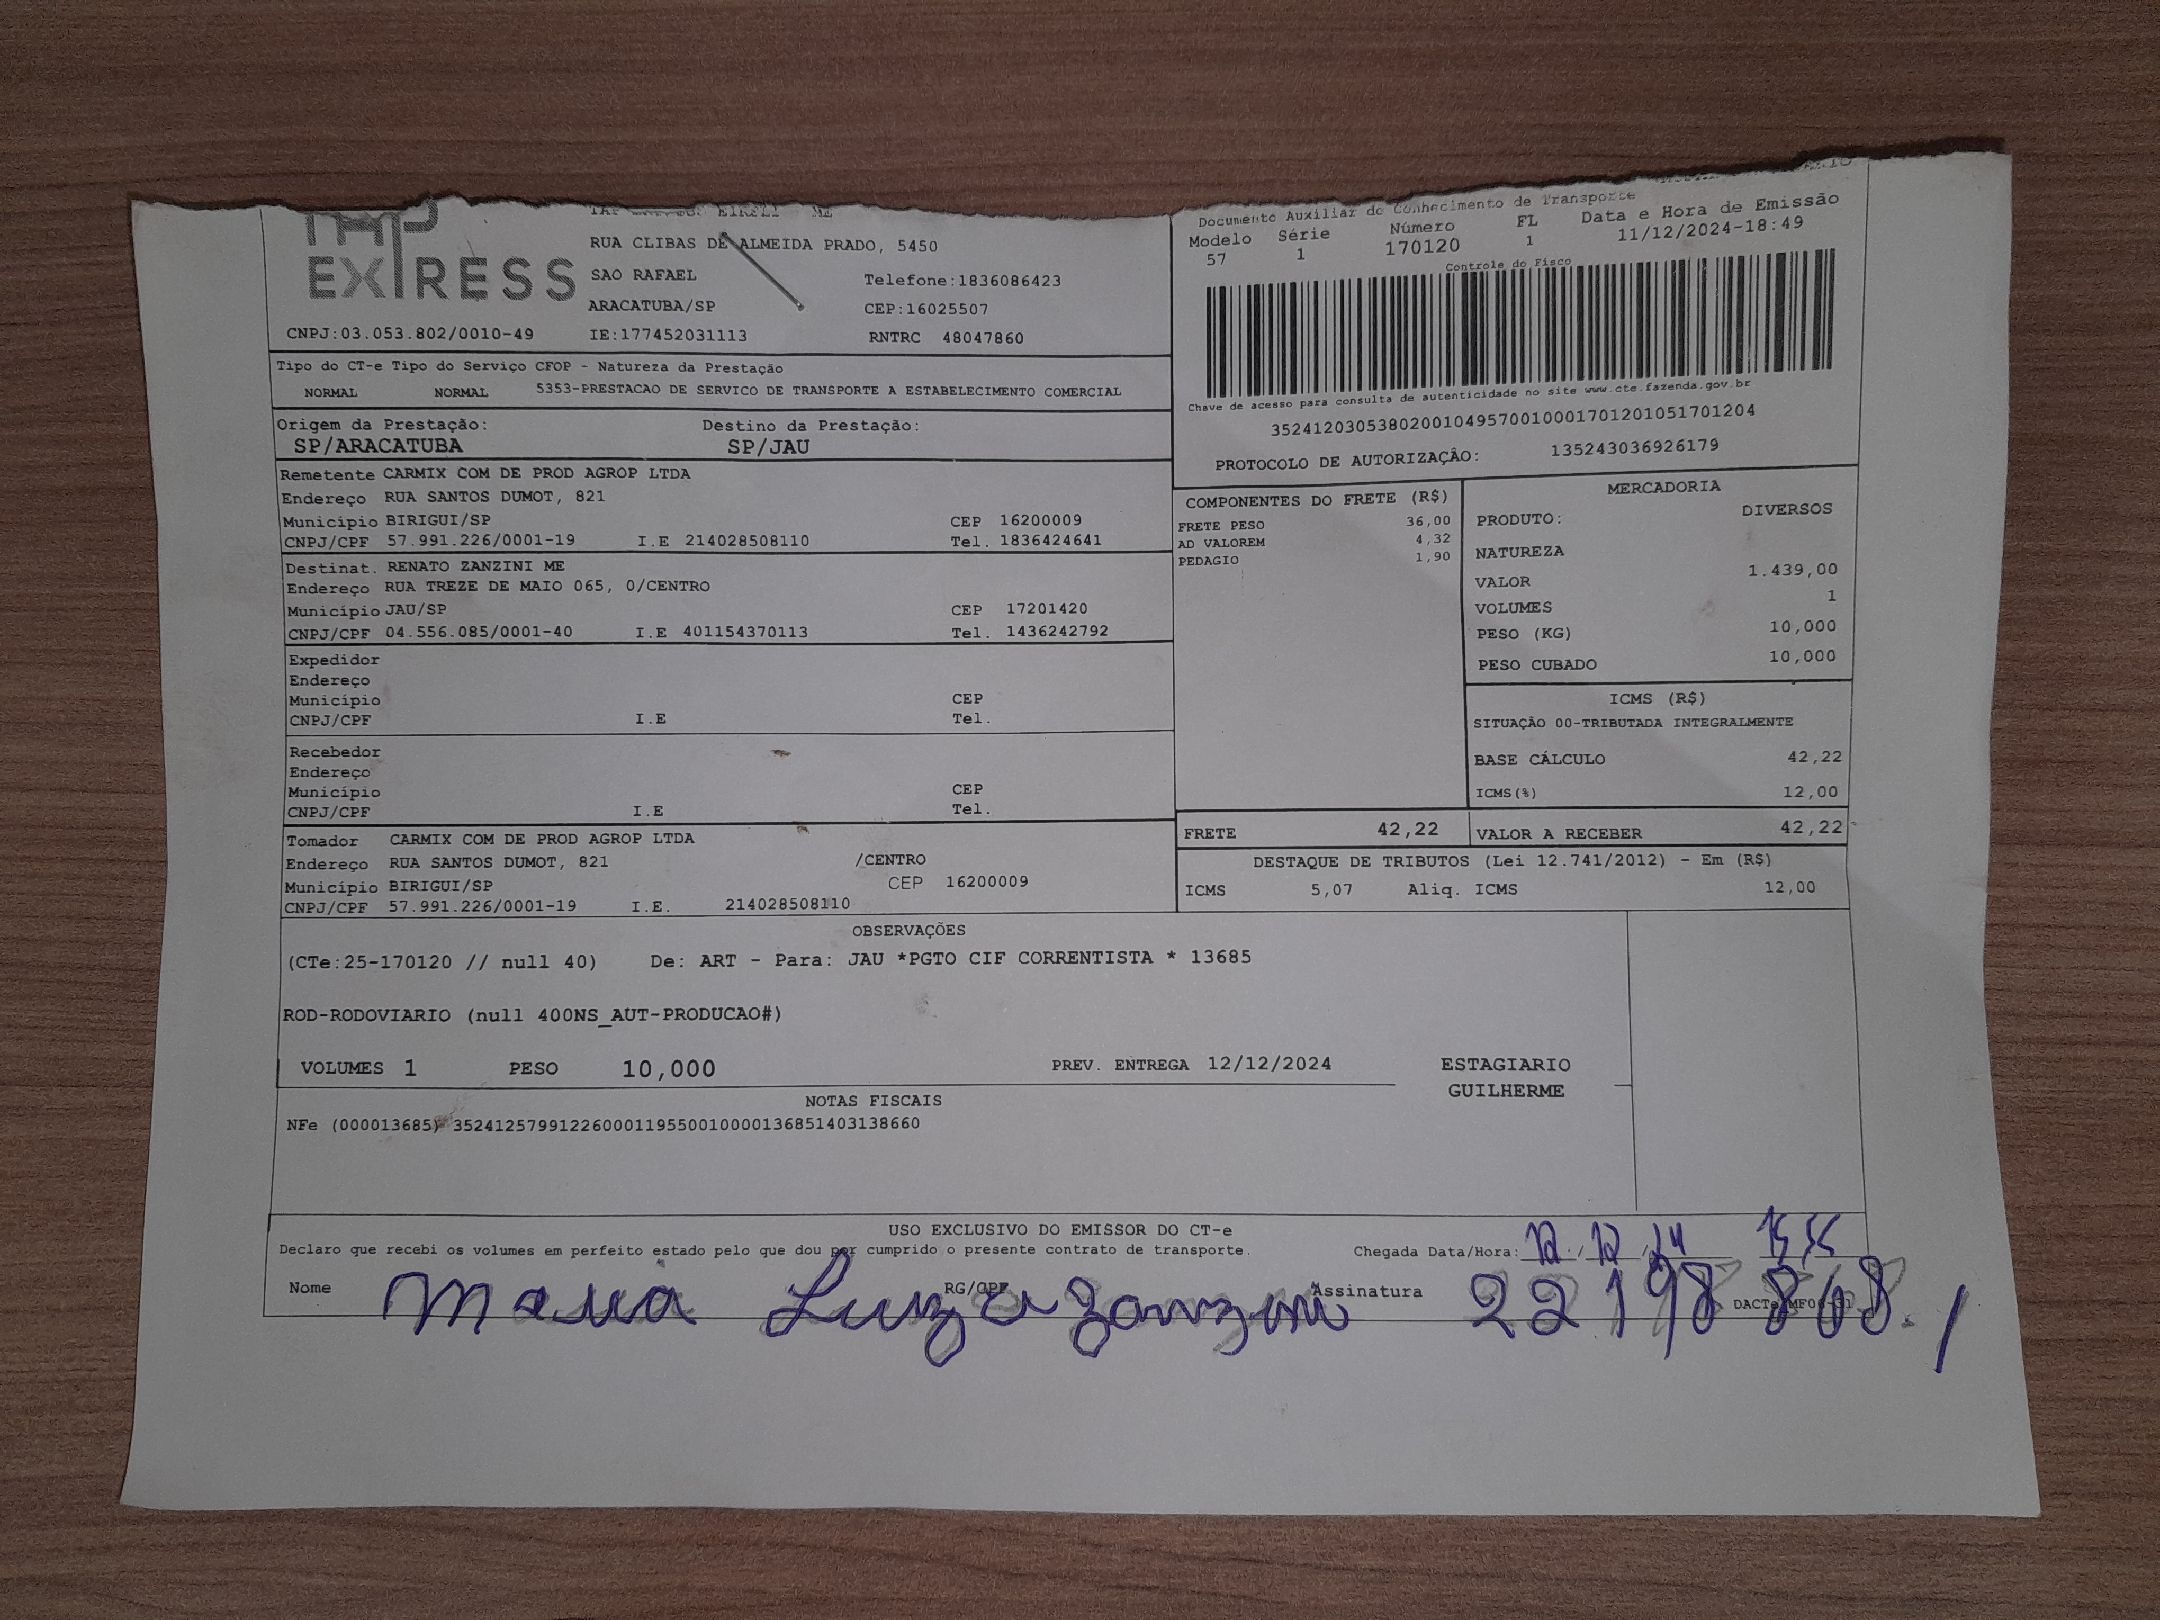 TAP
EXPRESS
EIRELI ME
RUA CLIBAS DE ALMEIDA PRADO, 5450
SAO RAFAEL Telefone:1836086423
ARACATUBA/SP CEP:16025507
CNPJ:03.053.802/0010-49 IE:177452031113 RNTRC 48047860
Documento Auxiliar do Conhecimento de Transporte
Modelo Série Número FL Data e Hora de Emissão
57 1 170120 1 11/12/2024-18:49
Controle do Fisco
Chave de acesso para consulta de autenticidade no site www.cte.fazenda.gov.br
35241203053802001049570010001701201051701204
PROTOCOLO DE AUTORIZAÇÃO: 135243036926179
Tipo do CT-e Tipo do Serviço CFOP - Natureza da Prestação
NORMAL NORMAL 5353-PRESTACAO DE SERVICO DE TRANSPORTE A ESTABELECIMENTO COMERCIAL
Origem da Prestação: Destino da Prestação:
SP/ARACATUBA SP/JAU
Remetente CARMIX COM DE PROD AGROP LTDA
Endereço RUA SANTOS DUMOT, 821
Município BIRIGUI/SP CEP 16200009
CNPJ/CPF 57.991.226/0001-19 I.E 214028508110 Tel. 1836424641
Destinat. RENATO ZANZINI ME
Endereço RUA TREZE DE MAIO 065, 0/CENTRO
Município JAU/SP CEP 17201420
CNPJ/CPF 04.556.085/0001-40 I.E 401154370113 Tel. 1436242792
Expedidor
Endereço
Município CEP
CNPJ/CPF I.E Tel.
Recebedor
Endereço
Município CEP
CNPJ/CPF I.E Tel.
Tomador CARMIX COM DE PROD AGROP LTDA
Endereço RUA SANTOS DUMOT, 821 /CENTRO
Município BIRIGUI/SP CEP 16200009
CNPJ/CPF 57.991.226/0001-19 I.E. 214028508110
COMPONENTES DO FRETE (R$)
FRETE PESO 36,00
AD VALOREM 4,32
PEDAGIO 1,90
MERCADORIA
PRODUTO: DIVERSOS
NATUREZA
VALOR 1.439,00
VOLUMES 1
PESO (KG) 10,000
PESO CUBADO 10,000
ICMS (R$)
SITUAÇÃO 00-TRIBUTADA INTEGRALMENTE
BASE CÁLCULO 42,22
ICMS(%) 12,00
FRETE 42,22 VALOR A RECEBER 42,22
DESTAQUE DE TRIBUTOS (Lei 12.741/2012) - Em (R$)
ICMS 5,07 Aliq. ICMS 12,00
OBSERVAÇÕES
(CTe:25-170120 // null 40) De: ART - Para: JAU *PGTO CIF CORRENTISTA * 13685
ROD-RODOVIARIO (null 400NS_AUT-PRODUCAO#)
VOLUMES 1 PESO 10,000 PREV. ENTREGA 12/12/2024 ESTAGIARIO
GUILHERME
NOTAS FISCAIS
NFe (000013685) 35241257991226000119550010000136851403138660
USO EXCLUSIVO DO EMISSOR DO CT-e
Declaro que recebi os volumes em perfeito estado pelo que dou por cumprido o presente contrato de transporte. Chegada Data/Hora: 12 / 12 / 24
Nome Maria Luzia Zanzini RG/CPF Assinatura 22 198 868.